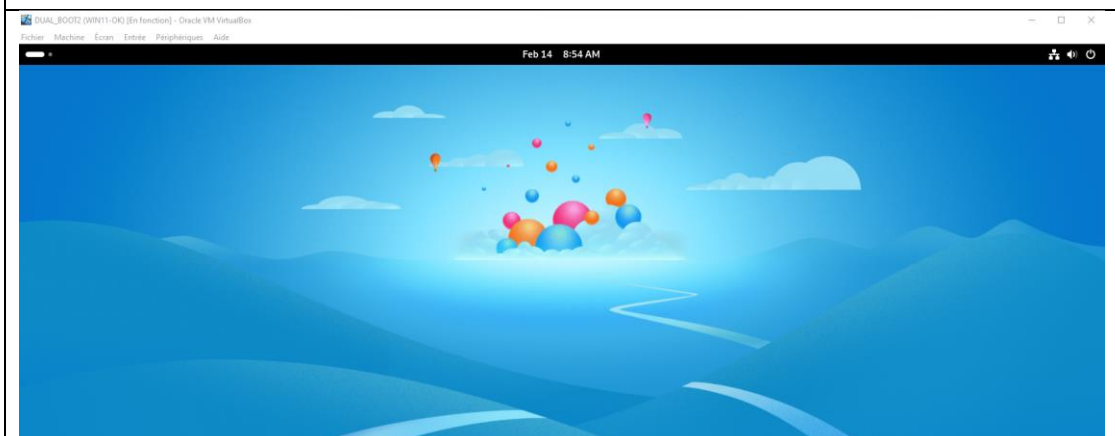 DUAL_BOOT2 (WIN11-OK) [En fonction] - Oracle VM VirtualBox
Fichier Machine Écran Entrée Périphériques Aide
Feb 14 8:54 AM